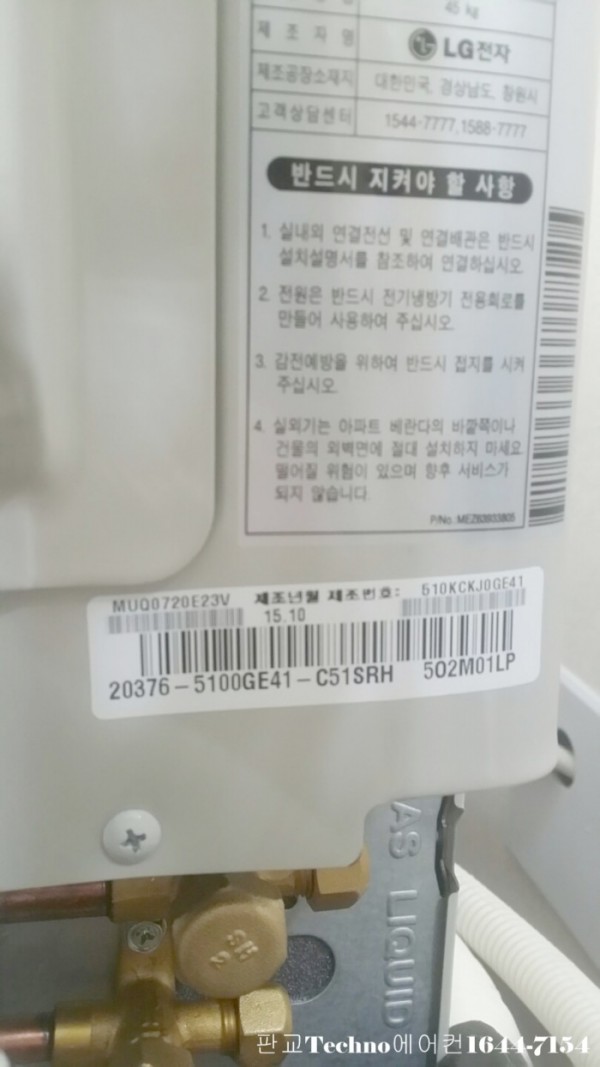 45 kg
제 조 자 명 LG전자
제조공장소재지 대한민국, 경상남도, 창원시
고객상담센터 1544-7777,1588-7777
반드시 지켜야 할 사항
1. 실내외 연결전선 및 연결배관은 반드시
설치설명서를 참조하여 연결하십시오.
2. 전원은 반드시 전기냉방기 전용회로를
만들어 사용하여 주십시오.
3. 감전예방을 위하여 반드시 접지를 시켜
주십시오.
4. 실외기는 아파트 베란다의 바깥쪽이나
건물의 외벽면에 절대 설치하지 마세요.
떨어질 위험이 있으며 향후 서비스가
되지 않습니다.
P/No.:MEZ63933805
MUQ0720E23V 제조년월 제조번호: 510KCKJ0GE41
15.10
20376-5100GE41-C51SRH 502M01LP
GAS LIQUID
SH
2
판교Techno에어컨1644-7154